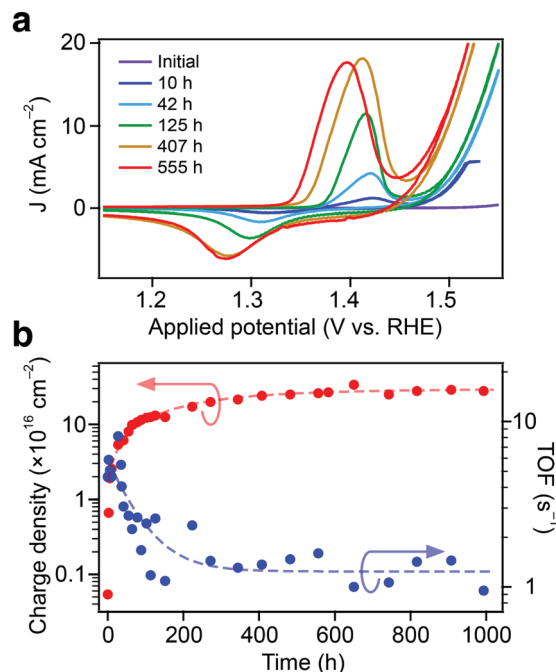 a
20
10
0
J (mA cm⁻²)
Initial
10 h
42 h
125 h
407 h
555 h
1.2 1.3 1.4 1.5
Applied potential (V vs. RHE)
b
Charge density (×10¹⁶ cm⁻²)
10
1
0.1
10
1
TOF (s⁻¹)
0 200 400 600 800 1000
Time (h)